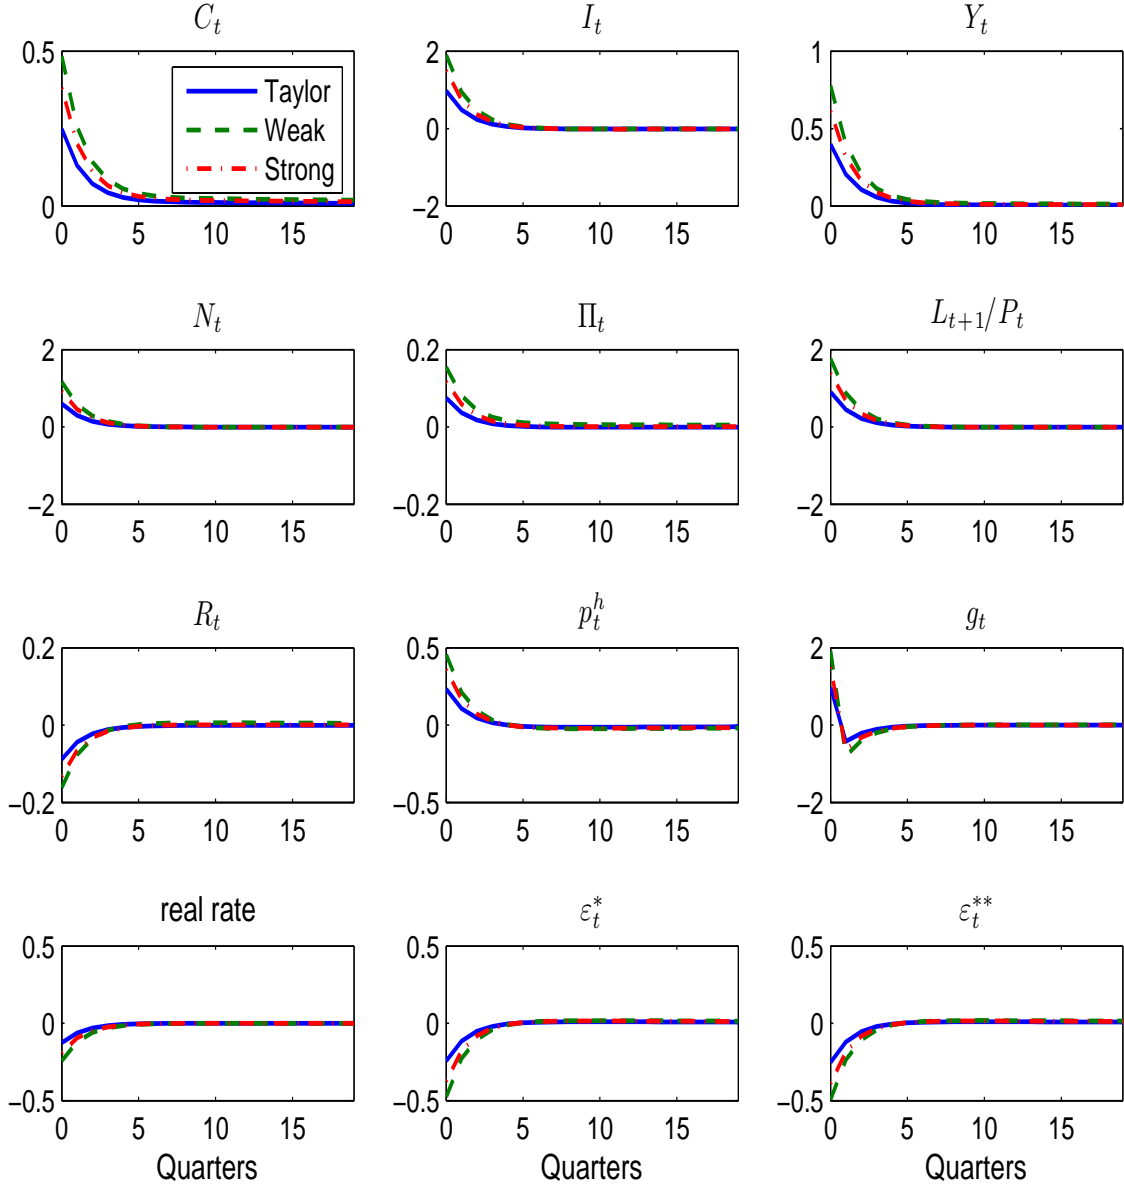 C_t I_t Y_t
0.5 2 1
Taylor
Weak 0 0.5
Strong
0 −2 0
0 5 10 15 0 5 10 15 0 5 10 15
N_t Π_t L_{t+1}/P_t
2 0.2 2
0 0 0
−2 −0.2 −2
0 5 10 15 0 5 10 15 0 5 10 15
R_t p_t^h g_t
0.2 0.5 2
0 0 0
−0.2 −0.5 −2
0 5 10 15 0 5 10 15 0 5 10 15
real rate ε_t^* ε_t^{**}
0.5 0.5 0.5
0 0 0
−0.5 −0.5 −0.5
0 5 10 15 0 5 10 15 0 5 10 15
Quarters Quarters Quarters